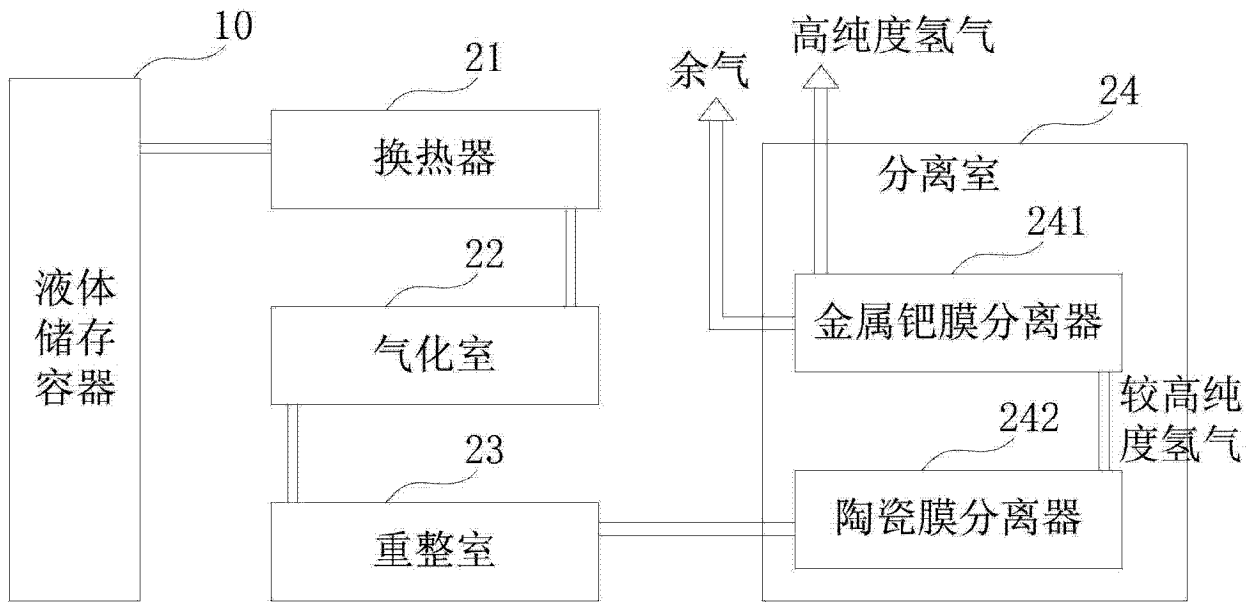 10
液体
储存
容器
21
换热器
22
气化室
23
重整室
余气
高纯度氢气
24
分离室
241
金属钯膜分离器
较高纯
度氢气
242
陶瓷膜分离器